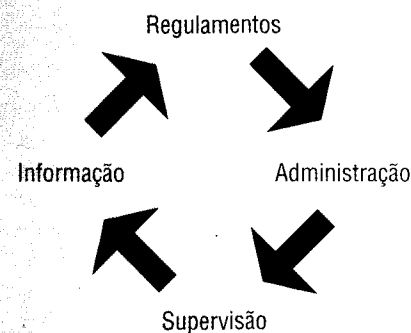 Regulamentos
Informação
Administração
Supervisão